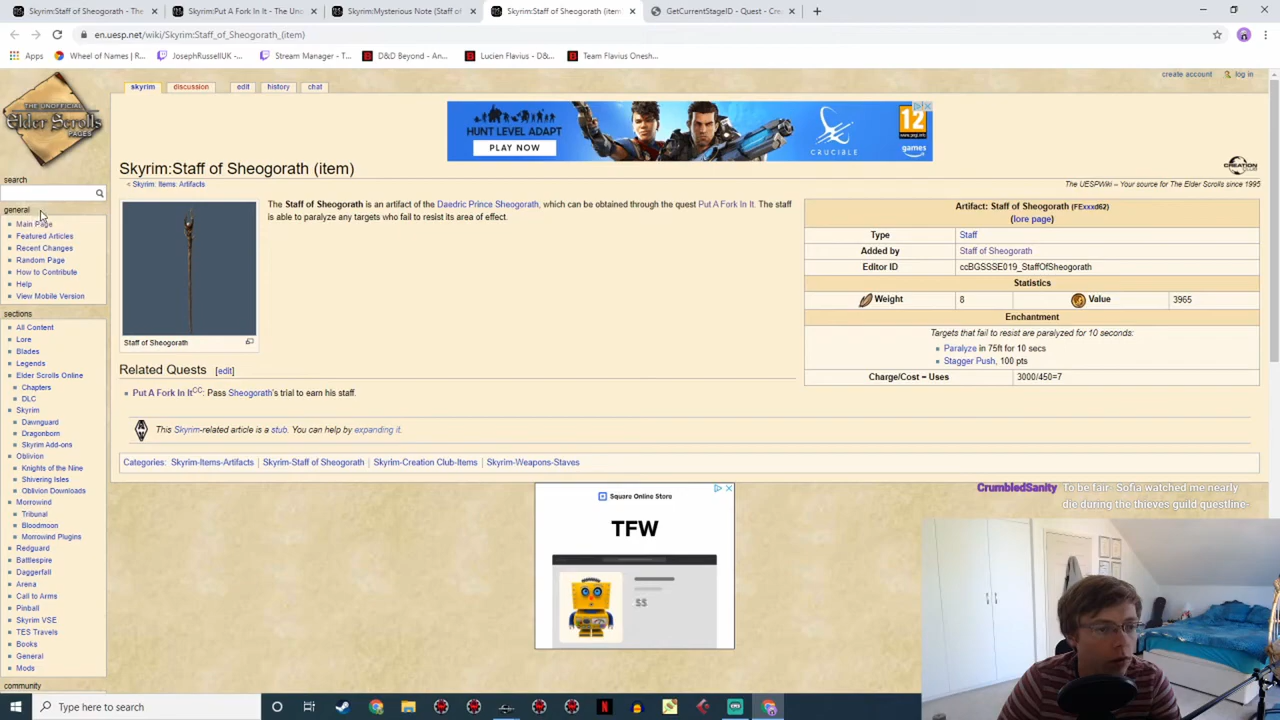 Skyrim:Staff of Sheogorath - The
Skyrim:Put A Fork In It - The Uno
Skyrim:Mysterious Note (Staff of
Skyrim:Staff of Sheogorath (item
GetCurrentStageID - Quest - Cre
en.uesp.net/wiki/Skyrim:Staff_of_Sheogorath_(item)
Apps
Wheel of Names | R...
JosephRussellUK -...
Stream Manager - T...
D&D Beyond - An...
Lucien Flavius - D&...
Team Flavius Onesh...
create account
log in
skyrim
discussion
edit
history
chat
THE UNOFFICIAL
Elder Scrolls
PAGES
HUNT LEVEL ADAPT
PLAY NOW
CRUCIBLE
12
www.pegi.info
games
search
Skyrim:Staff of Sheogorath (item)
CREATION
< Skyrim: Items: Artifacts
The UESPWiki – Your source for The Elder Scrolls since 1995
general
Main Page
Featured Articles
Recent Changes
Random Page
How to Contribute
Help
View Mobile Version
The Staff of Sheogorath is an artifact of the Daedric Prince Sheogorath, which can be obtained through the quest Put A Fork In It. The staff
is able to paralyze any targets who fail to resist its area of effect.
Staff of Sheogorath
Artifact: Staff of Sheogorath (FExxxd62)
(lore page)
Type Staff
Added by Staff of Sheogorath
Editor ID ccBGSSSE019_StaffOfSheogorath
Statistics
Weight 8 Value 3965
Enchantment
Targets that fail to resist are paralyzed for 10 seconds:
Paralyze in 75ft for 10 secs
Stagger Push, 100 pts
Charge/Cost = Uses 3000/450=7
Related Quests [edit]
Put A Fork In ItCC: Pass Sheogorath's trial to earn his staff.
This Skyrim-related article is a stub. You can help by expanding it.
Categories: Skyrim-Items-Artifacts | Skyrim-Staff of Sheogorath | Skyrim-Creation Club-Items | Skyrim-Weapons-Staves
sections
All Content
Lore
Blades
Legends
Elder Scrolls Online
Chapters
DLC
Skyrim
Dawnguard
Dragonborn
Skyrim Add-ons
Oblivion
Knights of the Nine
Shivering Isles
Oblivion Downloads
Morrowind
Tribunal
Bloodmoon
Morrowind Plugins
Redguard
Battlespire
Daggerfall
Arena
Call to Arms
Pinball
Skyrim VSE
TES Travels
Books
General
Mods
community
Square Online Store
TFW
$$
CrumbledSanity To be fair- Sofia watched me nearly
die during the thieves guild questline-
Type here to search